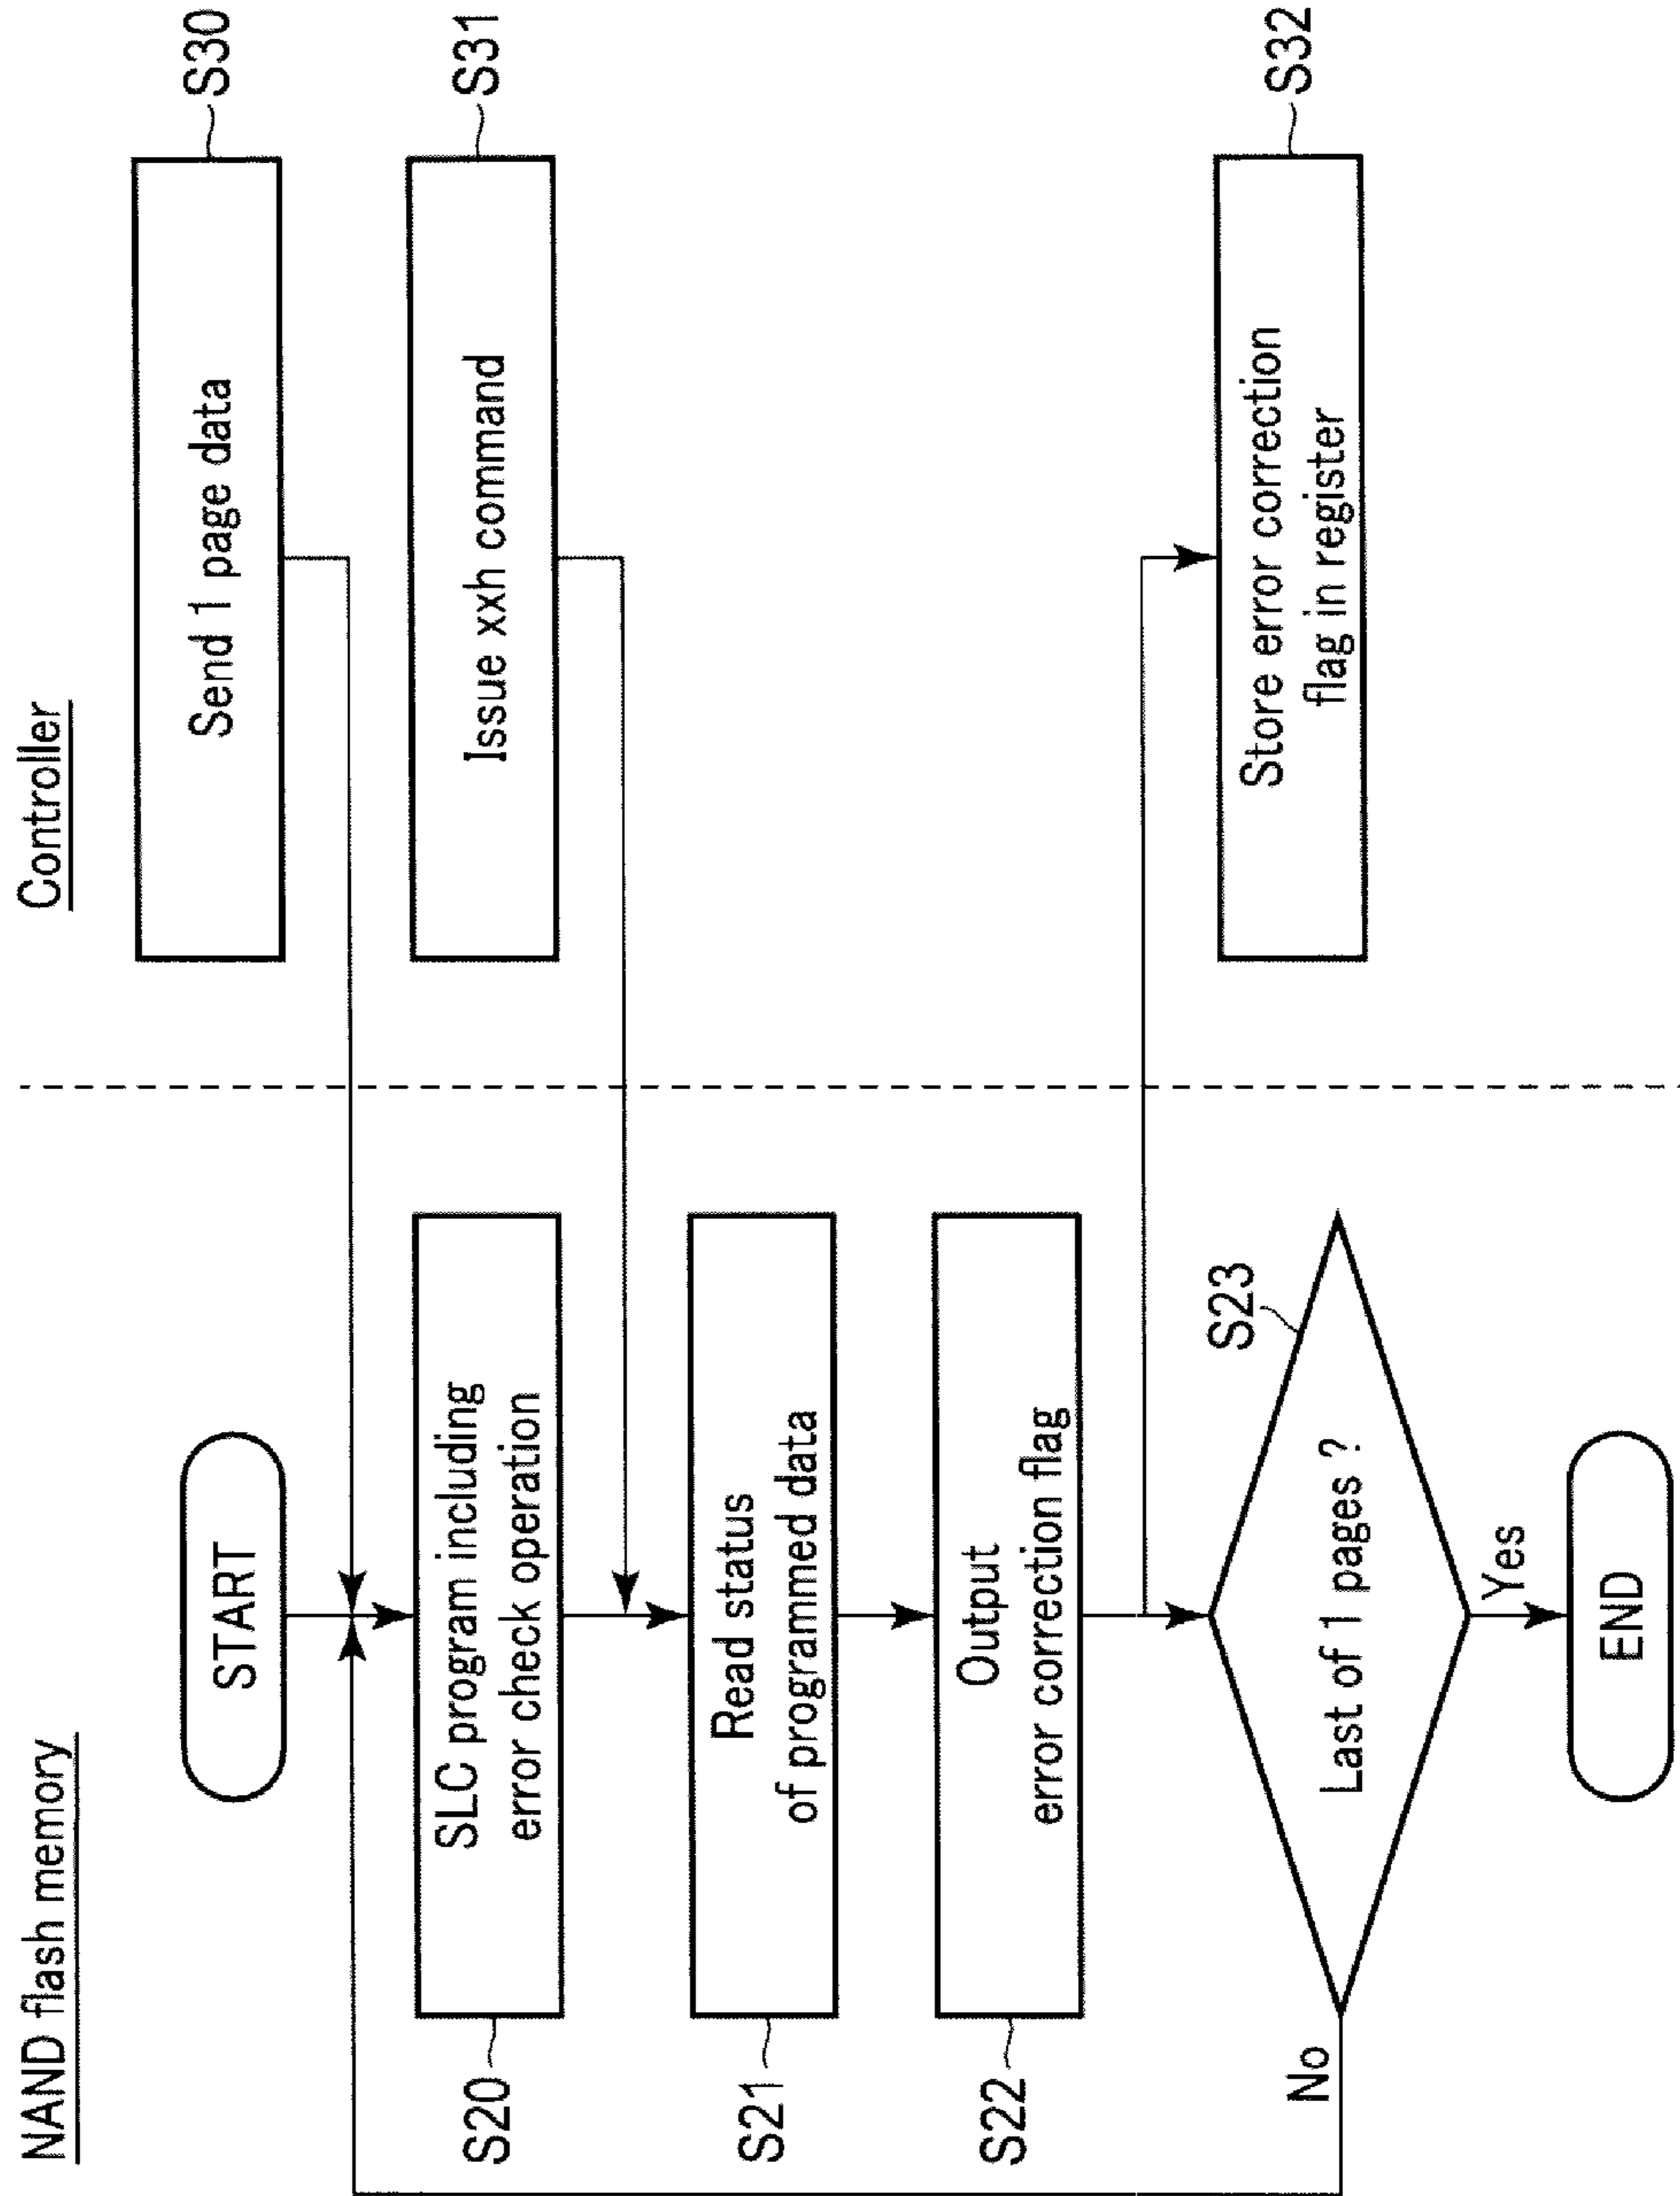 NAND flash memory
Controller
START
Send 1 page data
S30
S20
SLC program including
error check operation
Issue xxh command
S31
S21
Read status
of programmed data
S22
Output
error correction flag
S23
Last of 1 pages ?
No
Yes
Store error correction
flag in register
S32
END